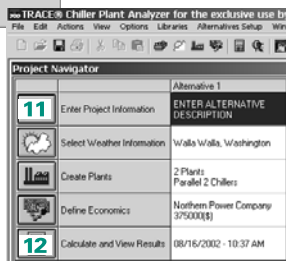 TRACE® Chiller Plant Analyzer for the exclusive use by
File Edit Actions View Options Libraries Alternatives Setup Win
Project Navigator
Alternative 1
11 Enter Project Information ENTER ALTERNATIVE
DESCRIPTION
Select Weather Information Walla Walla, Washington
Create Plants 2 Plants
Parallel 2 Chillers
Define Economics Northern Power Company
375000($)
12 Calculate and View Results 08/16/2002 - 10:37 AM